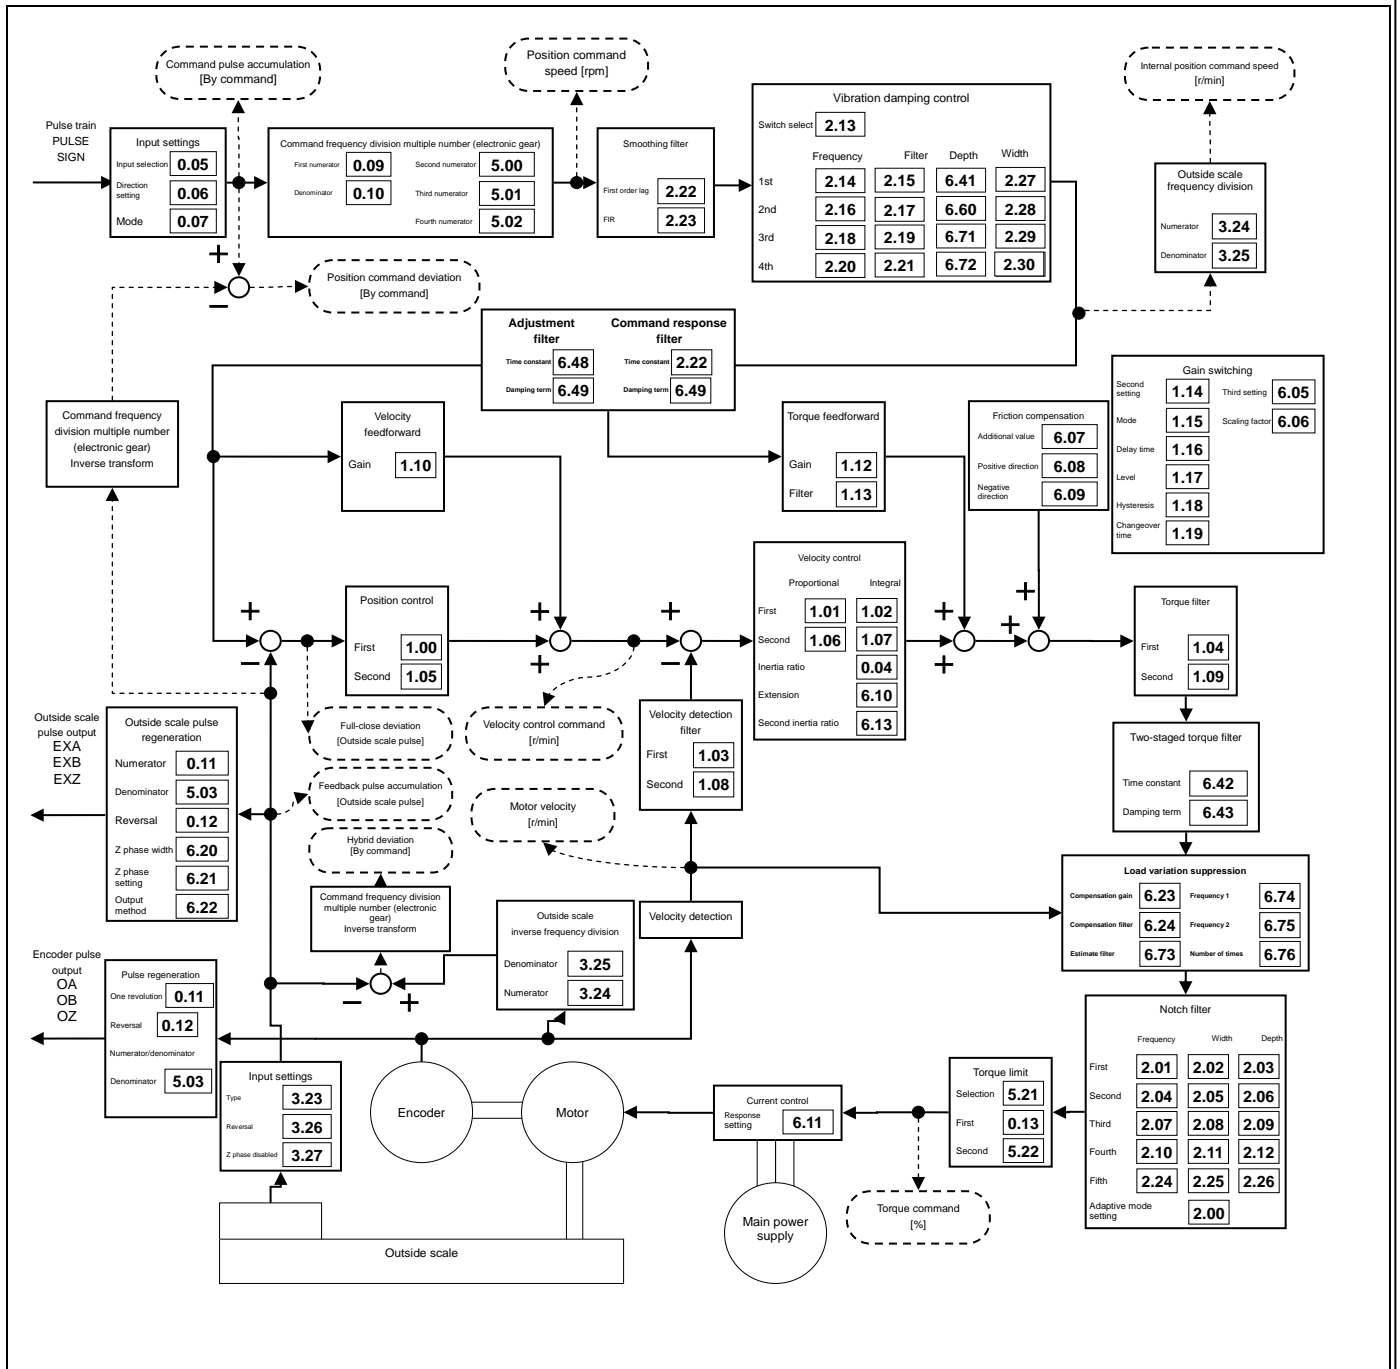 Command pulse accumulation
[By command]
Position command
speed [rpm]
Internal position command speed
[r/min]
Pulse train
PULSE
SIGN
Input settings
Input selection 0.05
Direction
setting 0.06
Mode 0.07
Command frequency division multiple number (electronic gear)
First numerator 0.09 Second numerator 5.00
Denominator 0.10 Third numerator 5.01
Fourth numerator 5.02
Smoothing filter
First order lag 2.22
FIR 2.23
Vibration damping control
Switch select 2.13
Frequency Filter Depth Width
1st 2.14 2.15 6.41 2.27
2nd 2.16 2.17 6.60 2.28
3rd 2.18 2.19 6.71 2.29
4th 2.20 2.21 6.72 2.30
Outside scale
frequency division
Numerator 3.24
Denominator 3.25
+
−
Position command deviation
[By command]
Adjustment
filter
Time constant 6.48
Damping term 6.49
Command response
filter
Time constant 2.22
Damping term 6.49
Gain switching
Second
setting 1.14 Third setting 6.05
Mode 1.15 Scaling factor 6.06
Delay time 1.16
Level 1.17
Hysteresis 1.18
Changeover
time 1.19
Command frequency
division multiple number
(electronic gear)
Inverse transform
Velocity
feedforward
Gain 1.10
Torque feedforward
Gain 1.12
Filter 1.13
Friction compensation
Additional value 6.07
Positive direction 6.08
Negative
direction 6.09
+
−
Position control
First 1.00
Second 1.05
+
+
+
−
Velocity control
Proportional Integral
First 1.01 1.02
Second 1.06 1.07
Inertia ratio 0.04
Extension 6.10
Second inertia ratio 6.13
+
+
+
+
Torque filter
First 1.04
Second 1.09
Outside scale
pulse output
EXA
EXB
EXZ
Outside scale pulse
regeneration
Numerator 0.11
Denominator 5.03
Reversal 0.12
Z phase width 6.20
Z phase
setting 6.21
Output
method 6.22
Full-close deviation
[Outside scale pulse]
Feedback pulse accumulation
[Outside scale pulse]
Hybrid deviation
[By command]
Velocity control command
[r/min]
Motor velocity
[r/min]
Velocity detection
filter
First 1.03
Second 1.08
Two-staged torque filter
Time constant 6.42
Damping term 6.43
Load variation suppression
Compensation gain 6.23 Frequency 1 6.74
Compensation filter 6.24 Frequency 2 6.75
Estimate filter 6.73 Number of times 6.76
Command frequency division
multiple number (electronic
gear)
Inverse transform
Outside scale
inverse frequency division
Denominator 3.25
Numerator 3.24
Velocity detection
−
+
Encoder pulse
output
OA
OB
OZ
Pulse regeneration
One revolution 0.11
Reversal 0.12
Numerator/denominator
Denominator 5.03
Input settings
Type 3.23
Reversal 3.26
Z phase disabled 3.27
Encoder
Motor
Current control
Response
setting 6.11
Torque limit
Selection 5.21
First 0.13
Second 5.22
Notch filter
Frequency Width Depth
First 2.01 2.02 2.03
Second 2.04 2.05 2.06
Third 2.07 2.08 2.09
Fourth 2.10 2.11 2.12
Fifth 2.24 2.25 2.26
Adaptive mode
setting 2.00
Main power
supply
Torque command
[%]
Outside scale